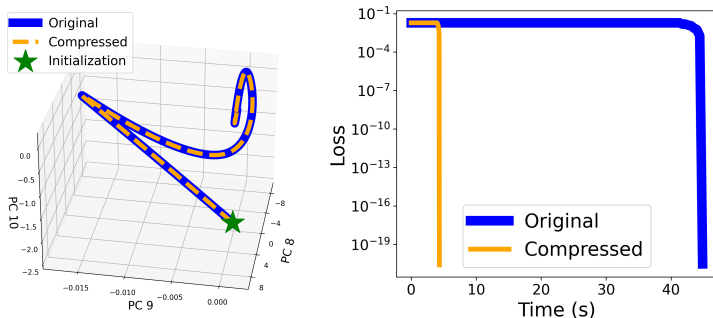 Original
Compressed
Initialization
0.0
−0.5
−1.0
−1.5
−2.0
−2.5
PC 10
−0.015
−0.010
−0.005
0.000
PC 9
−8
−4
0
4
8
PC 8
10⁻¹
10⁻⁴
10⁻⁷
10⁻¹⁰
10⁻¹³
10⁻¹⁶
10⁻¹⁹
Loss
Original
Compressed
0
10
20
30
40
Time (s)